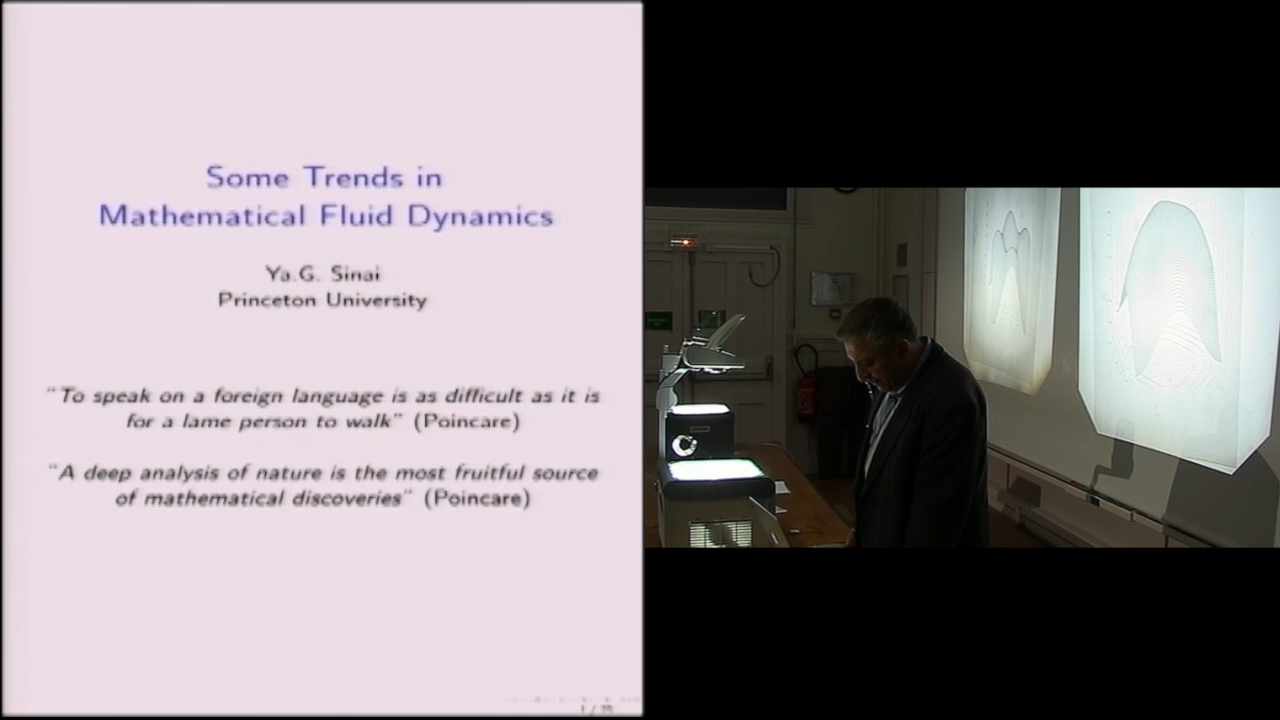 Some Trends in
Mathematical Fluid Dynamics
Ya.G. Sinai
Princeton University
"To speak on a foreign language is as difficult as it is
for a lame person to walk" (Poincare)
"A deep analysis of nature is the most fruitful source
of mathematical discoveries" (Poincare)